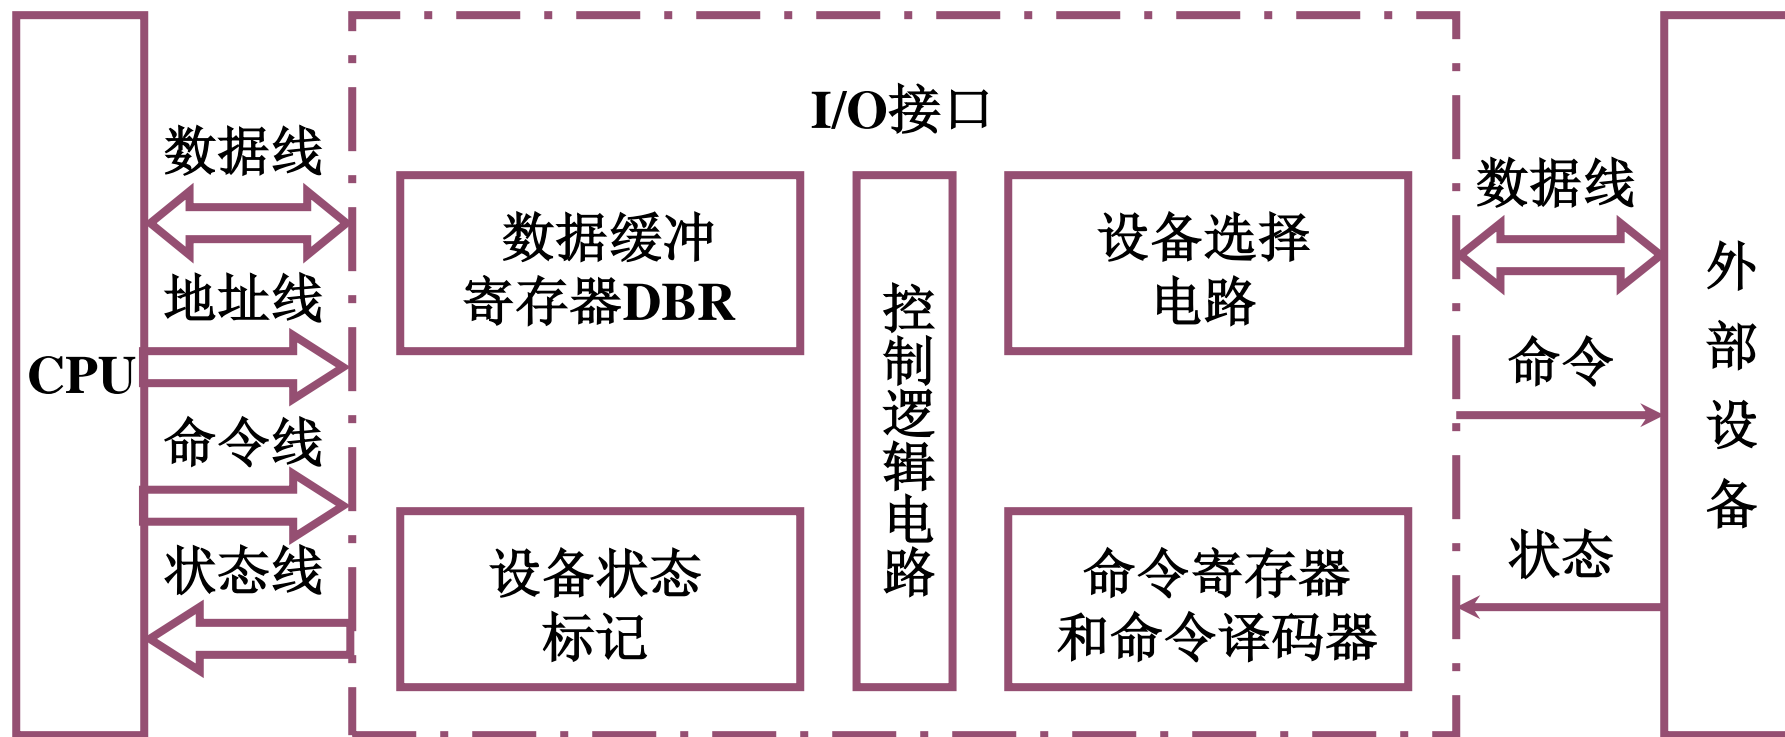 I/O接口
CPU
数据线
地址线
命令线
状态线
数据缓冲
寄存器DBR
设备状态
标记
控制逻辑电路
设备选择
电路
命令寄存器
和命令译码器
数据线
命令
状态
外部设备